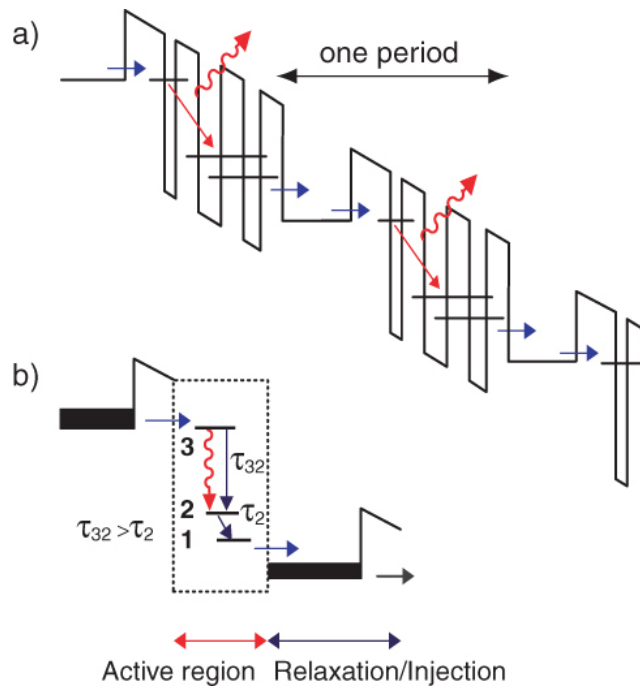 a)
one period
b)
3
τ32
2
τ2
τ32 >τ2
1
Active region
Relaxation/Injection